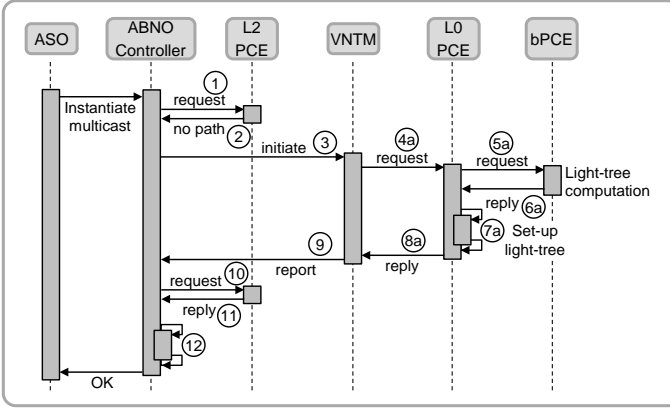 ASO
ABNO
Controller
L2
PCE
VNTM
L0
PCE
bPCE
Instantiate
multicast
1
request
no path
2
initiate
3
4a
request
5a
request
Light-tree
computation
reply
6a
7a
Set-up
light-tree
9
report
8a
reply
request
10
reply
11
12
OK